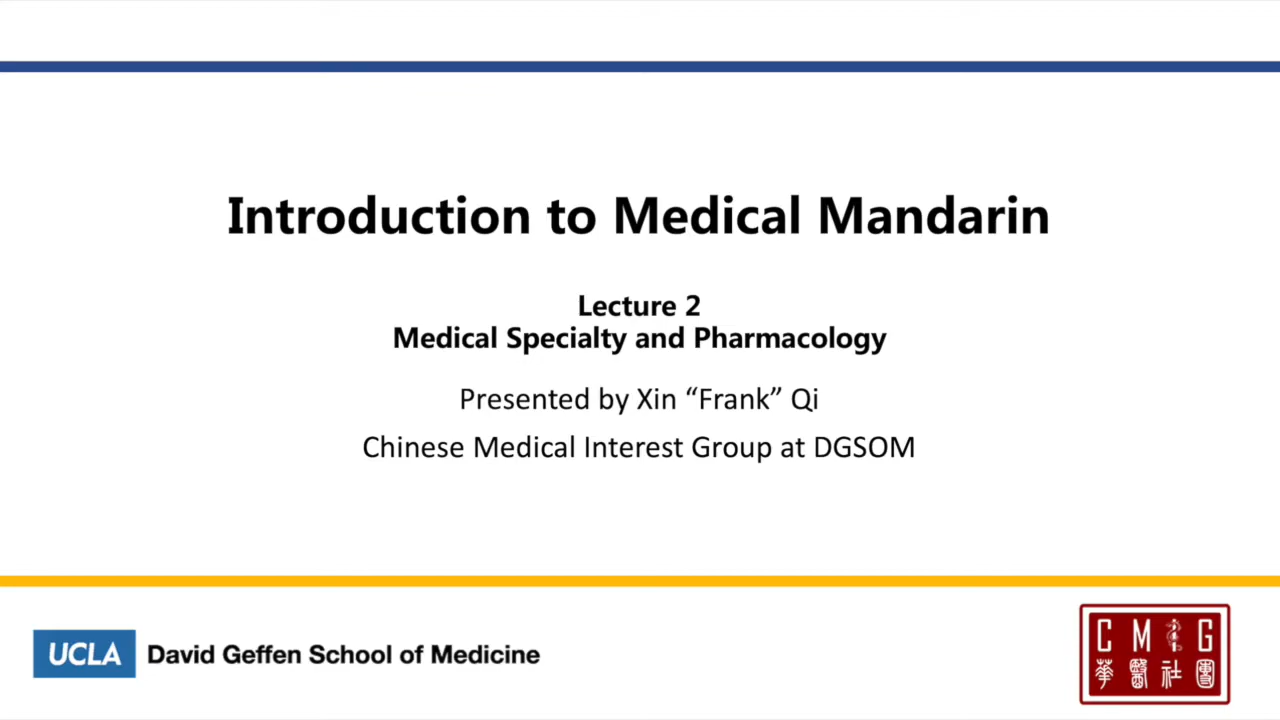 Introduction to Medical Mandarin
Lecture 2
Medical Specialty and Pharmacology
Presented by Xin “Frank” Qi
Chinese Medical Interest Group at DGSOM
UCLA David Geffen School of Medicine
CMIG
華醫社團